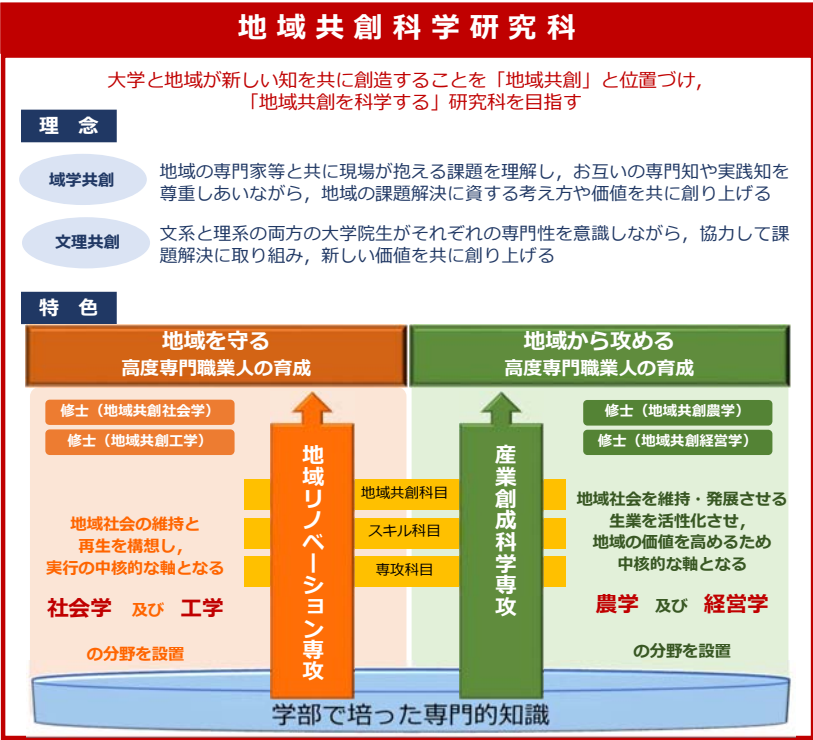 地域共創科学研究科
大学と地域が新しい知を共に創造することを「地域共創」と位置づけ，
「地域共創を科学する」研究科を目指す
理　念
域学共創
地域の専門家等と共に現場が抱える課題を理解し，お互いの専門知や実践知を
尊重しあいながら，地域の課題解決に資する考え方や価値を共に創り上げる
文理共創
文系と理系の両方の大学院生がそれぞれの専門性を意識しながら，協力して課
題解決に取り組み，新しい価値を共に創り上げる
特　色
地域を守る
高度専門職業人の育成
地域から攻める
高度専門職業人の育成
修士（地域共創社会学）
修士（地域共創工学）
修士（地域共創農学）
修士（地域共創経営学）
地域リノベーション専攻
産業創成科学専攻
地域共創科目
スキル科目
専攻科目
地域社会の維持と
再生を構想し，
実行の中核的な軸となる
社会学 及び 工学
の分野を設置
地域社会を維持・発展させる
生業を活性化させ，
地域の価値を高めるため
中核的な軸となる
農学 及び 経営学
の分野を設置
学部で培った専門的知識